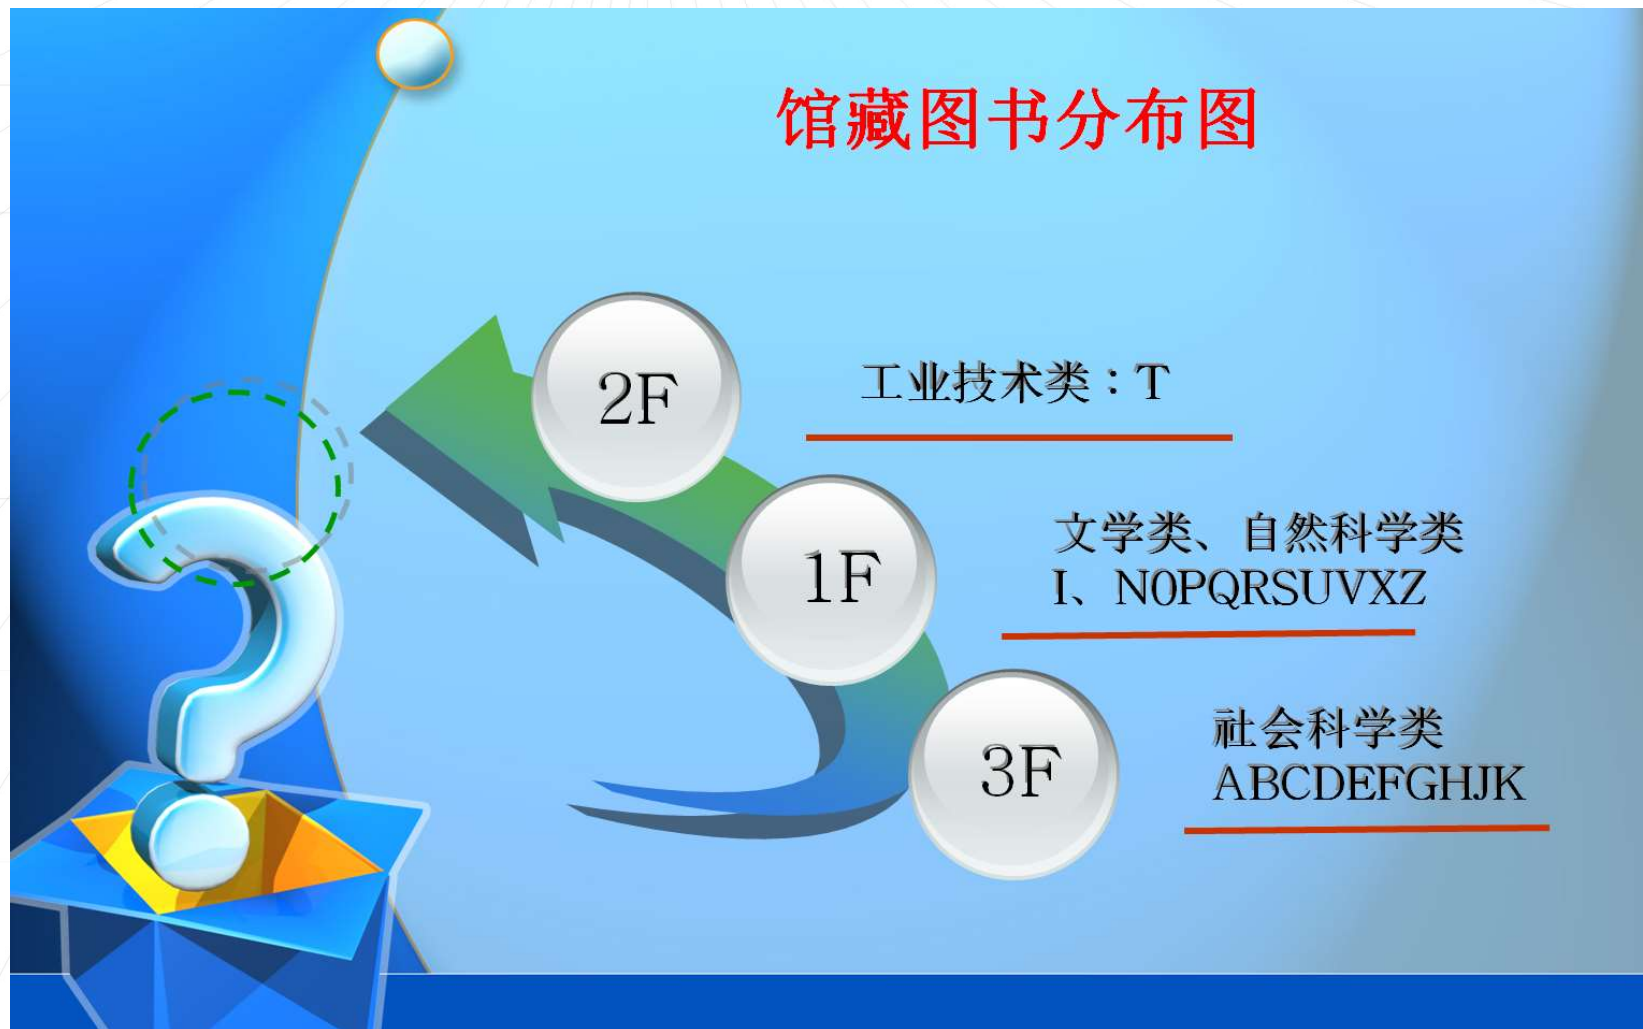 馆藏图书分布图
2F
工业技术类：T
1F
文学类、自然科学类
I、NOPQRSUVXZ
3F
社会科学类
ABCDEFGHJK